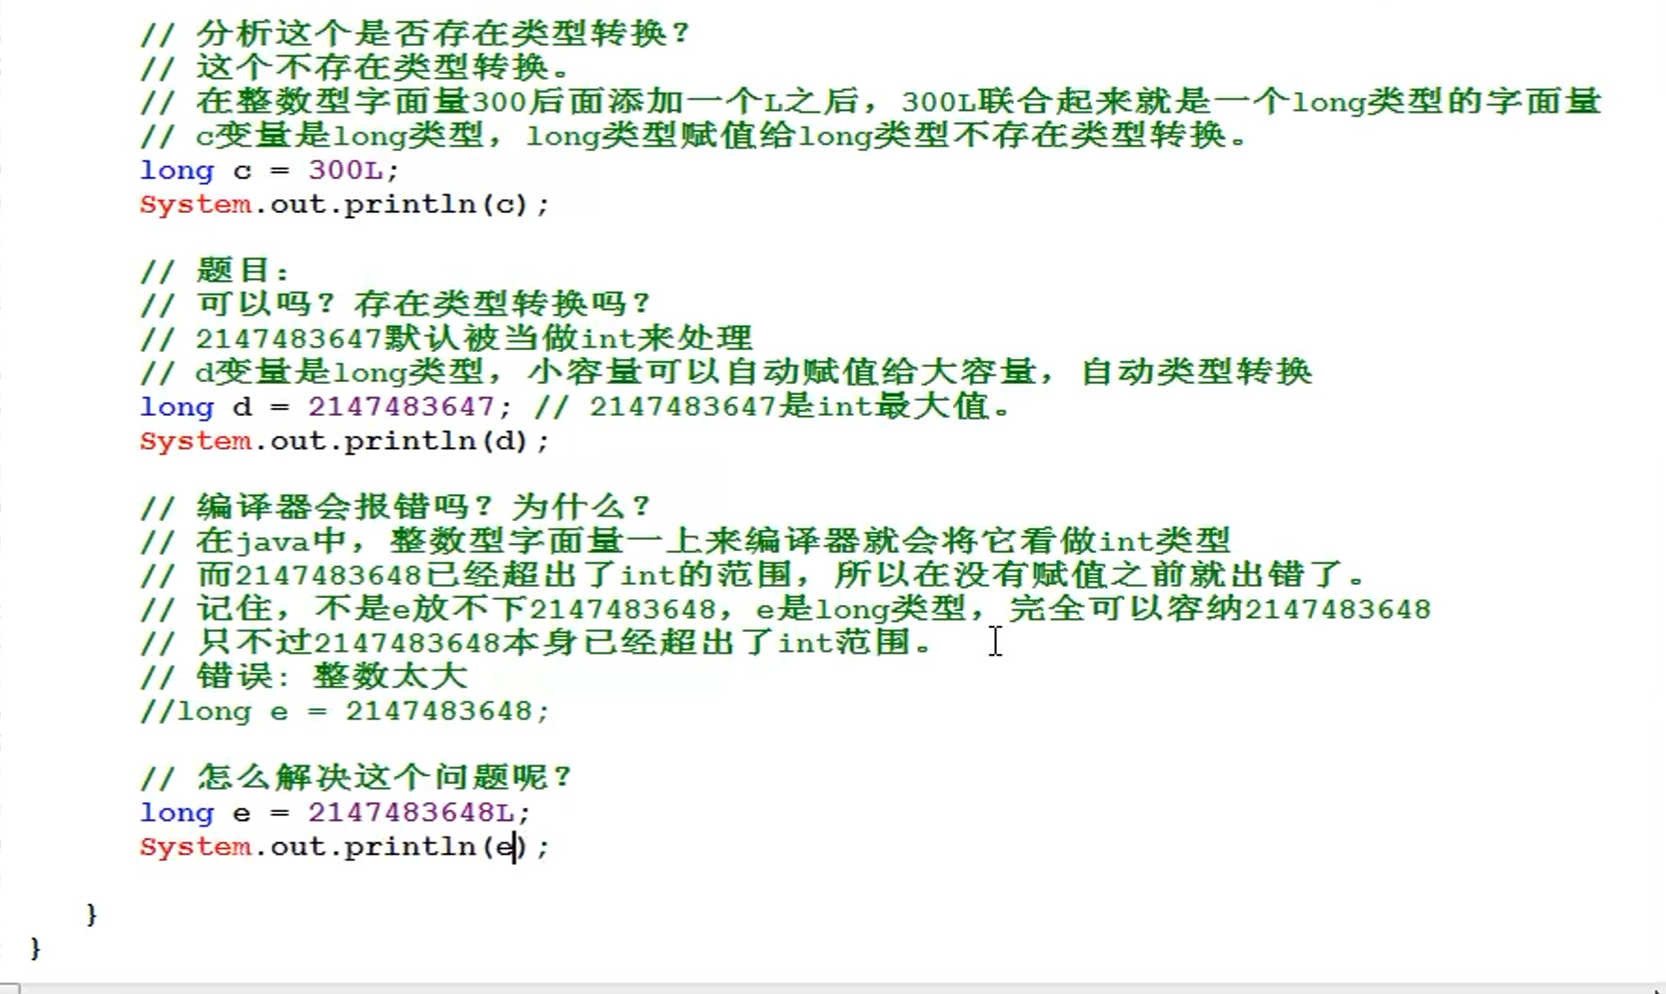 // 分析这个是否存在类型转换？
// 这个不存在类型转换。
// 在整数型字面量300后面添加一个L之后，300L联合起来就是一个long类型的字面量
// c变量是long类型，long类型赋值给long类型不存在类型转换。
long c = 300L;
System.out.println(c);
// 题目：
// 可以吗？存在类型转换吗？
// 2147483647默认被当做int来处理
// d变量是long类型，小容量可以自动赋值给大容量，自动类型转换
long d = 2147483647; // 2147483647是int最大值。
System.out.println(d);
// 编译器会报错吗？为什么？
// 在java中，整数型字面量一上来编译器就会将它看做int类型
// 而2147483648已经超出了int的范围，所以在没有赋值之前就出错了。
// 记住，不是e放不下2147483648，e是long类型，完全可以容纳2147483648
// 只不过2147483648本身已经超出了int范围。
// 错误：整数太大
//long e = 2147483648;
// 怎么解决这个问题呢？
long e = 2147483648L;
System.out.println(e);
}
}